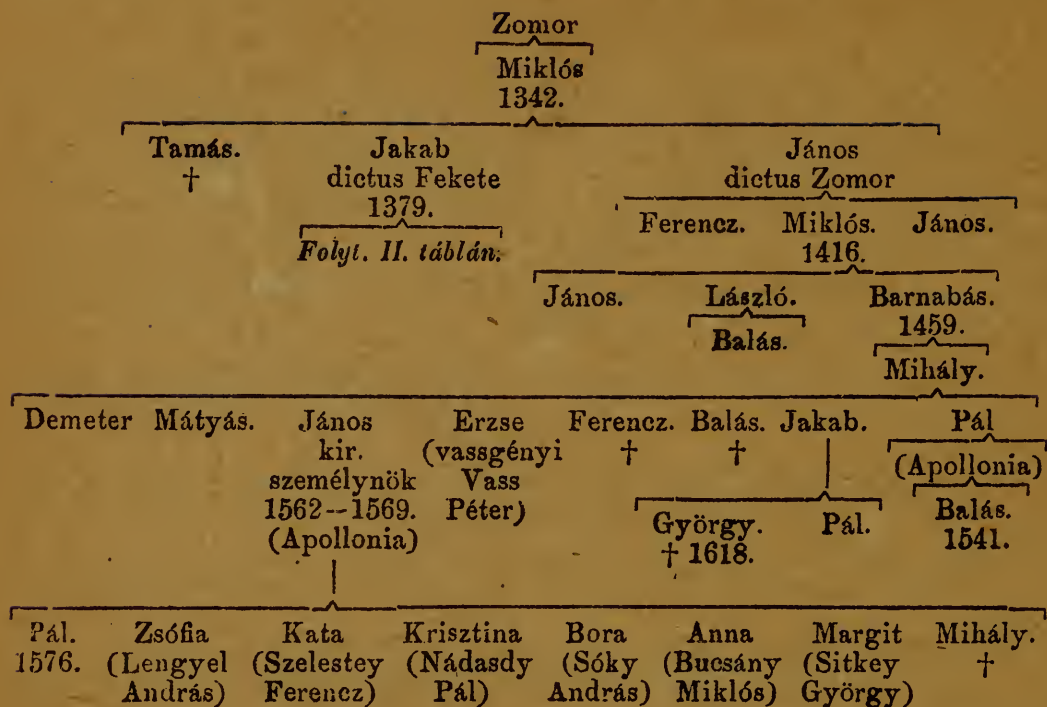 Zomor
Miklós
1342.
Tamás. Jakab János
† dictus Fekete dictus Zomor
1379. Ferencz. Miklós. János.
Folyt. II. táblán. 1416.
János. László. Barnabás.
Balás. 1459.
Mihály.
Demeter Mátyás. János Erzse Ferencz. Balás. Jakab. Pál
kir. (vassgényi † † (Apollonia)
személynök Vass
1562–1569. Péter) György. Pál. Balás.
(Apollonia) † 1618. 1541.
Pál. Zsófia Kata Krisztina Bora Anna Margit Mihály.
1576. (Lengyel (Szelestey (Nádasdy (Sóky (Bucsány (Sitkey †
András) Ferencz) Pál) András) Miklós) György)